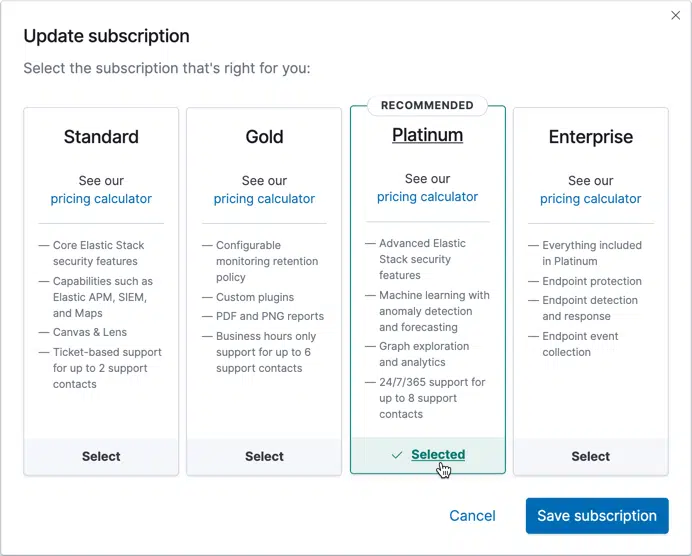 Update subscription
Select the subscription that's right for you:
Standard
See our
pricing calculator
— Core Elastic Stack
security features
— Capabilities such as
Elastic APM, SIEM,
and Maps
— Canvas & Lens
— Ticket-based support
for up to 2 support
contacts
Select
Gold
See our
pricing calculator
— Configurable
monitoring retention
policy
— Custom plugins
— PDF and PNG reports
— Business hours only
support for up to 6
support contacts
Select
RECOMMENDED
Platinum
See our
pricing calculator
— Advanced Elastic
Stack security
features
— Machine learning with
anomaly detection
and forecasting
— Graph exploration
and analytics
— 24/7/365 support for
up to 8 support
contacts
Selected
Enterprise
See our
pricing calculator
— Everything included
in Platinum
— Endpoint protection
— Endpoint detection
and response
— Endpoint event
collection
Select
Cancel
Save subscription